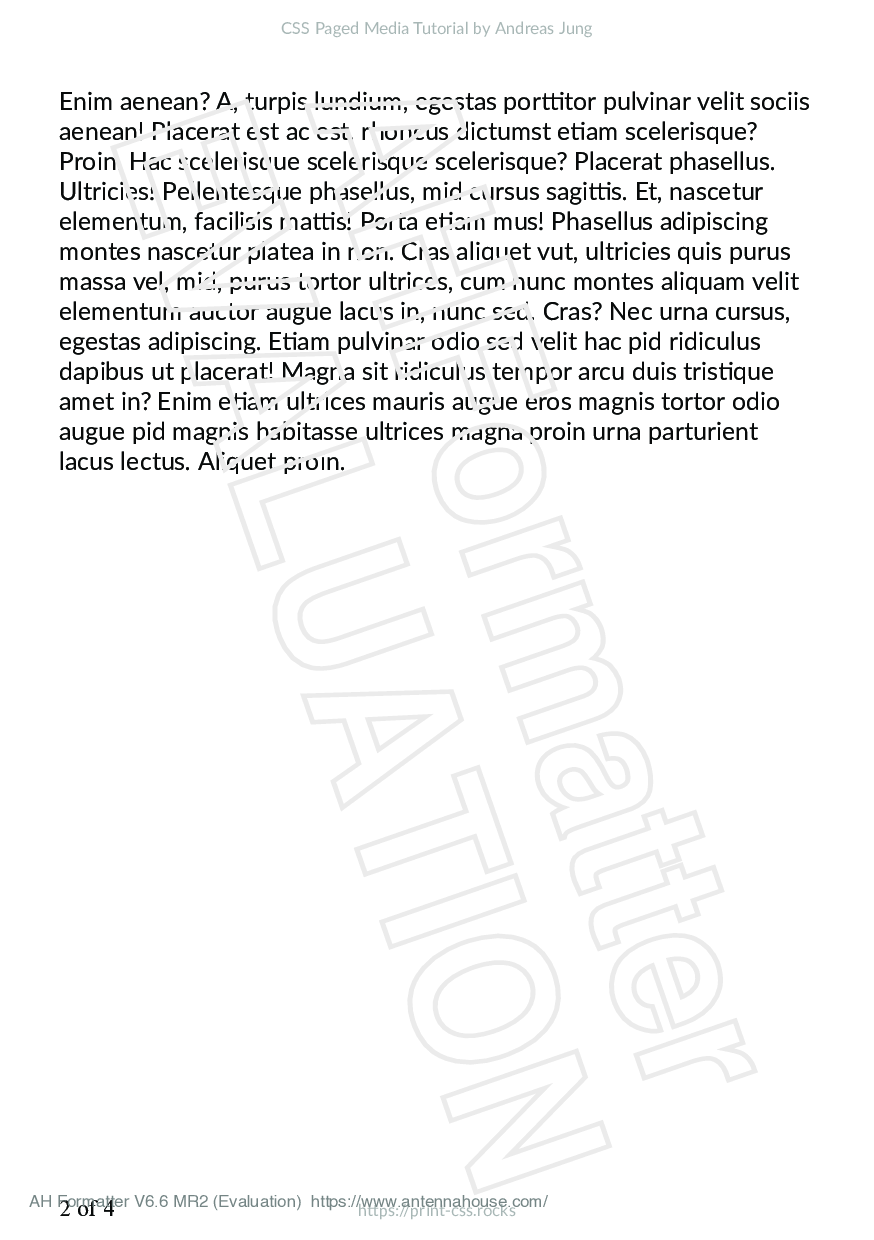 CSS Paged Media Tutorial by Andreas Jung
Enim aenean? A, turpis lundium, egestas porttitor pulvinar velit sociis
aenean! Placerat est ac est, rhoncus dictumst etiam scelerisque?
Proin! Hac scelerisque scelerisque scelerisque? Placerat phasellus.
Ultricies! Pellentesque phasellus, mid cursus sagittis. Et, nascetur
elementum, facilisis mattis! Porta etiam mus! Phasellus adipiscing
montes nascetur platea in non. Cras aliquet vut, ultricies quis purus
massa vel, mid, purus tortor ultrices, cum nunc montes aliquam velit
elementum auctor augue lacus in, nunc sed. Cras? Nec urna cursus,
egestas adipiscing. Etiam pulvinar odio sed velit hac pid ridiculus
dapibus ut placerat! Magna sit ridiculus tempor arcu duis tristique
amet in? Enim etiam ultrices mauris augue eros magnis tortor odio
augue pid magnis habitasse ultrices magna proin urna parturient
lacus lectus. Aliquet proin.
AHFormatter
EVALUATION
AH Formatter V6.6 MR2 (Evaluation) https://www.antennahouse.com/
2 of 4
https://print-css.rocks